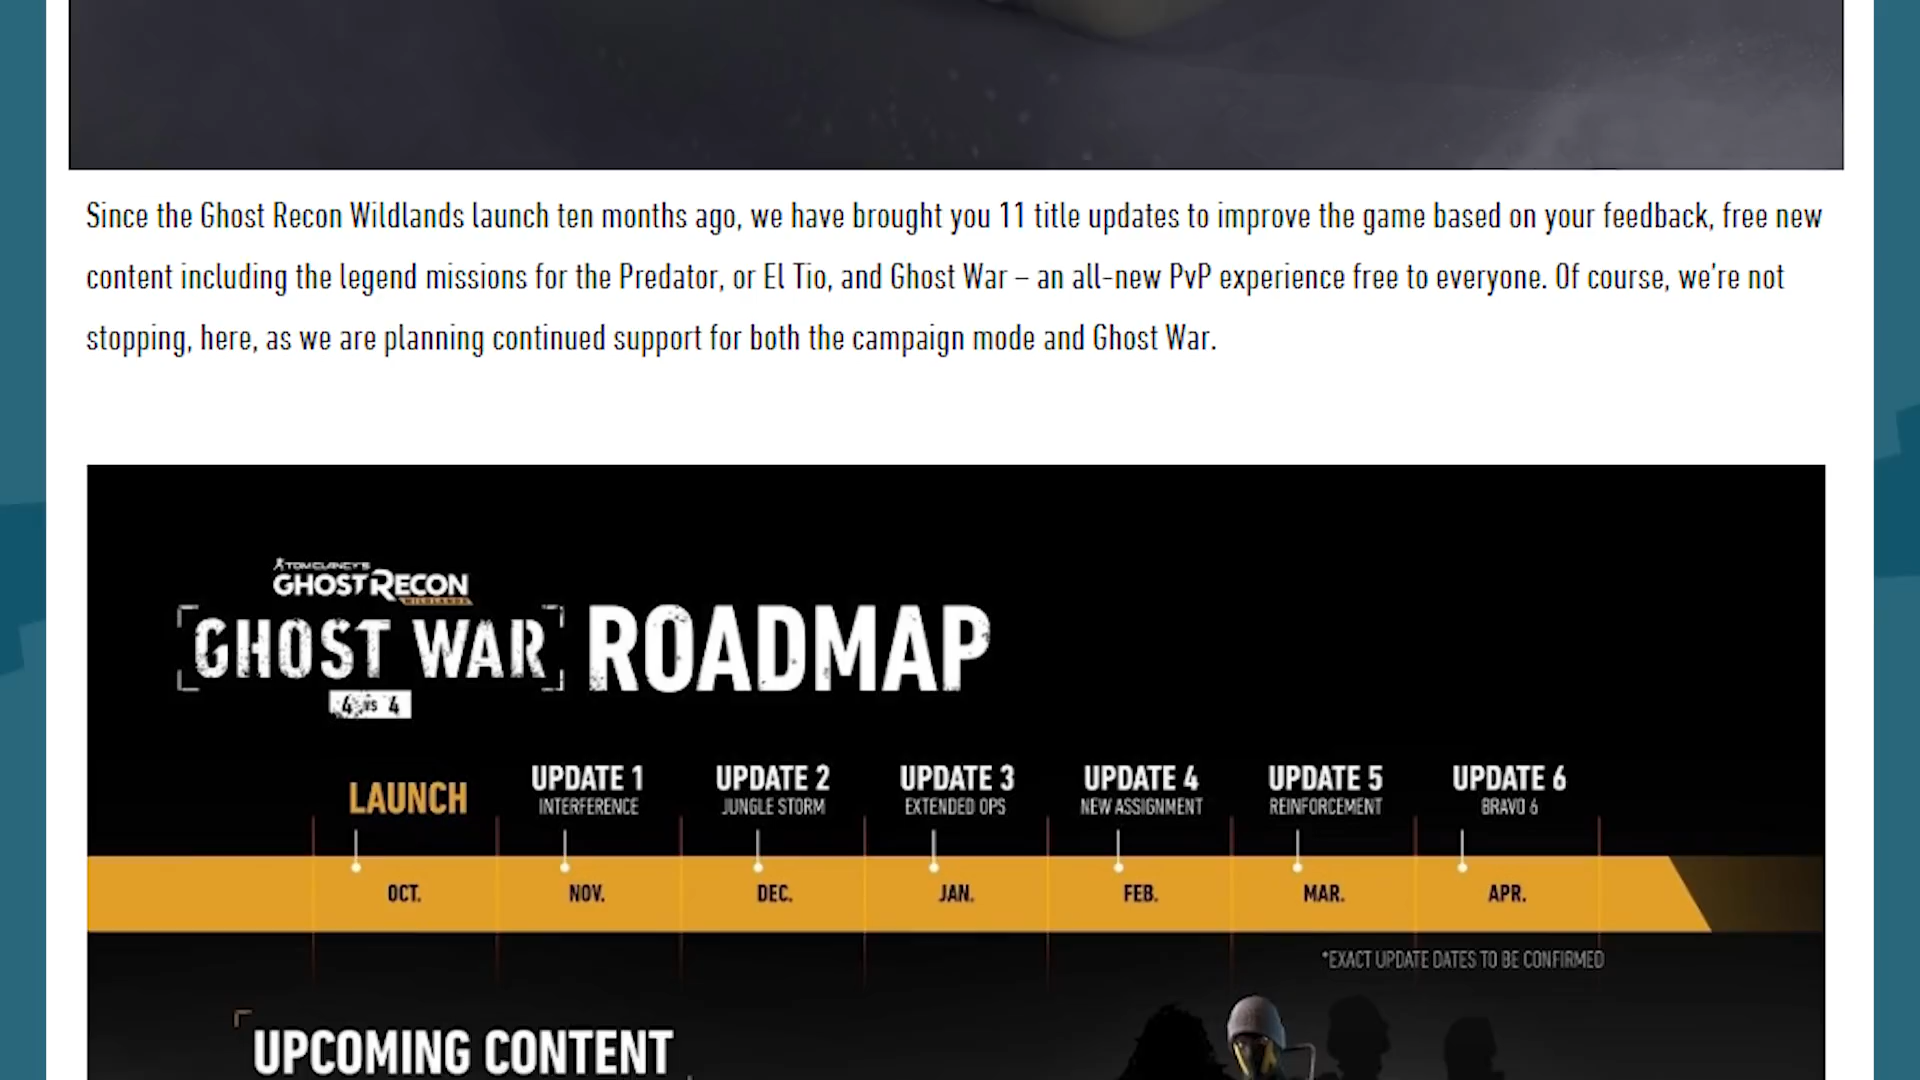 Since the Ghost Recon Wildlands launch ten months ago, we have brought you 11 title updates to improve the game based on your feedback, free new
content including the legend missions for the Predator, or El Tio, and Ghost War – an all-new PvP experience free to everyone. Of course, we're not
stopping, here, as we are planning continued support for both the campaign mode and Ghost War.
TOM CLANCY'S
GHOST RECON
WILDLANDS
GHOST WAR ROADMAP
4 VS 4
LAUNCH
UPDATE 1 UPDATE 2 UPDATE 3 UPDATE 4 UPDATE 5 UPDATE 6
INTERFERENCE JUNGLE STORM EXTENDED OPS NEW ASSIGNMENT REINFORCEMENT BRAVO 6
OCT. NOV. DEC. JAN. FEB. MAR. APR.
*EXACT UPDATE DATES TO BE CONFIRMED
UPCOMING CONTENT